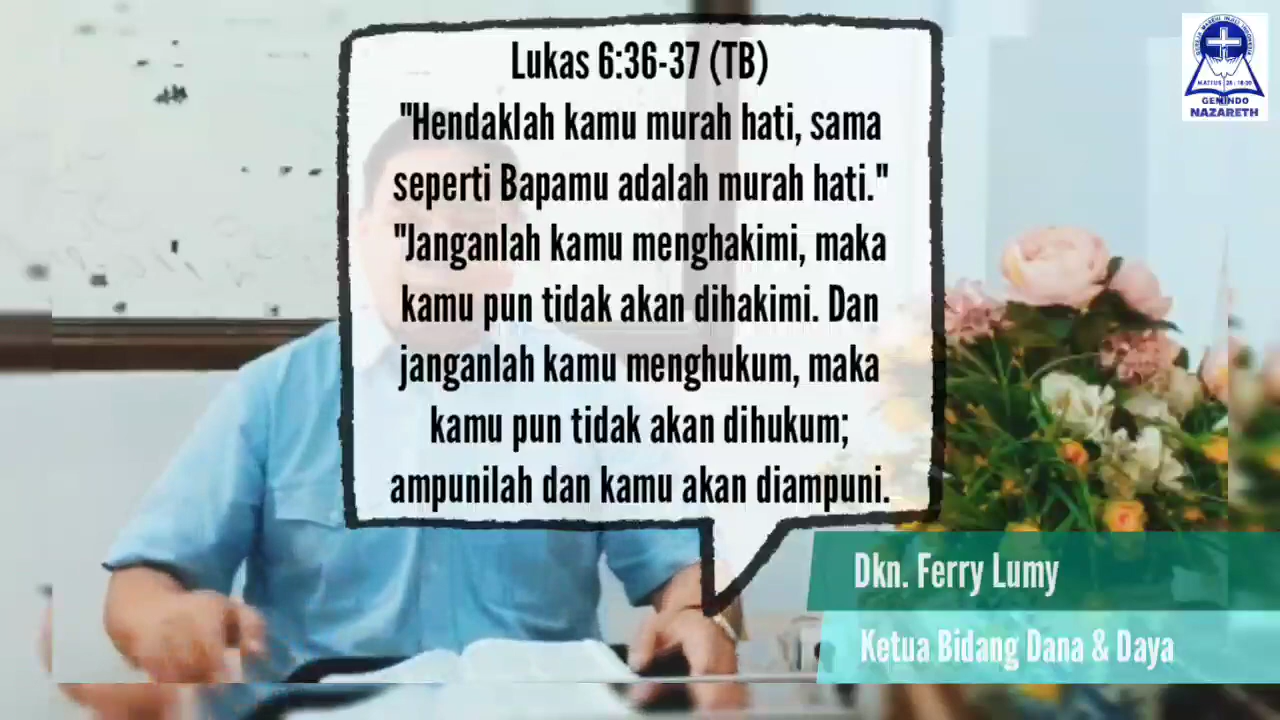 Lukas 6:36-37 (TB)
"Hendaklah kamu murah hati, sama
seperti Bapamu adalah murah hati."
"Janganlah kamu menghakimi, maka
kamu pun tidak akan dihakimi. Dan
janganlah kamu menghukum, maka
kamu pun tidak akan dihukum;
ampunilah dan kamu akan diampuni.
Dkn. Ferry Lumy
Ketua Bidang Dana & Daya
GEMINDO
NAZARETH